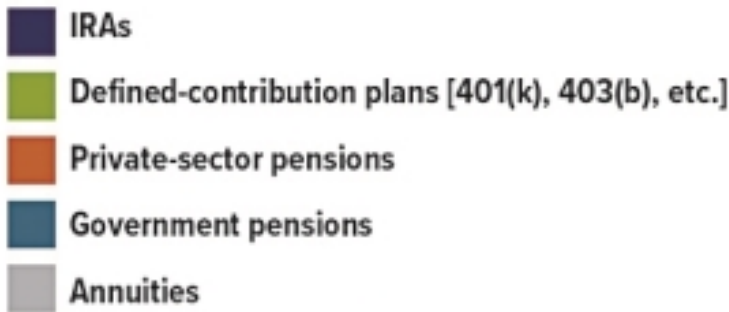 IRAs
Defined-contribution plans [401(k), 403(b), etc.]
Private-sector pensions
Government pensions
Annuities